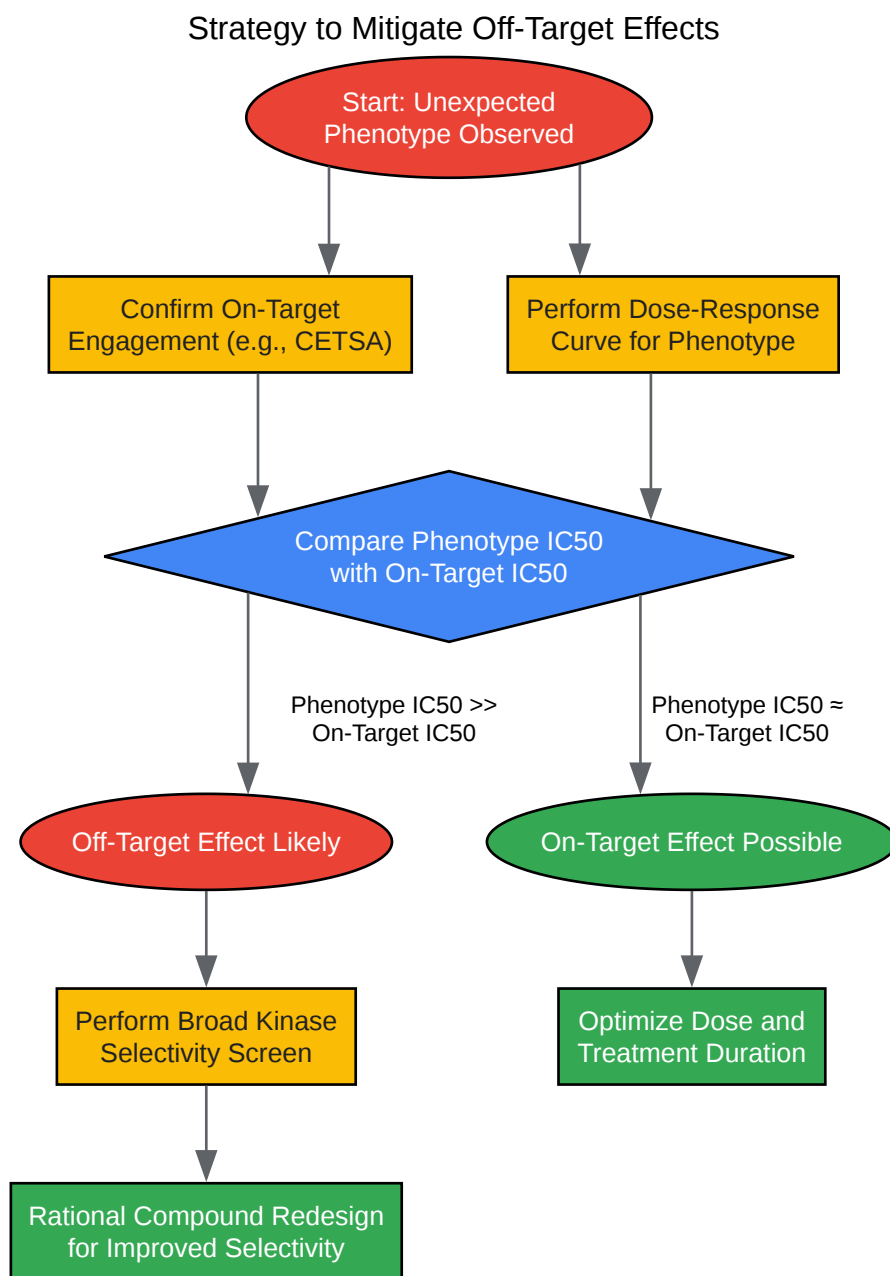 Strategy to Mitigate Off-Target Effects
Start: Unexpected
Phenotype Observed
Confirm On-Target
Engagement (e.g., CETSA)
Perform Dose-Response
Curve for Phenotype
Compare Phenotype IC50
with On-Target IC50
Phenotype IC50 >>
On-Target IC50
Phenotype IC50 ≈
On-Target IC50
Off-Target Effect Likely
On-Target Effect Possible
Perform Broad Kinase
Selectivity Screen
Optimize Dose and
Treatment Duration
Rational Compound Redesign
for Improved Selectivity